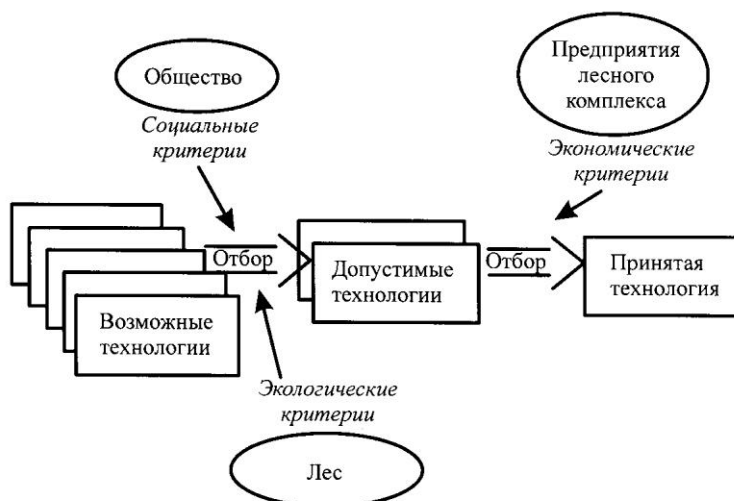 Общество
Социальные
критерии
Предприятия
лесного
комплекса
Экономические
критерии
Отбор
Возможные
технологии
Допустимые
технологии
Отбор
Принятая
технология
Экологические
критерии
Лес